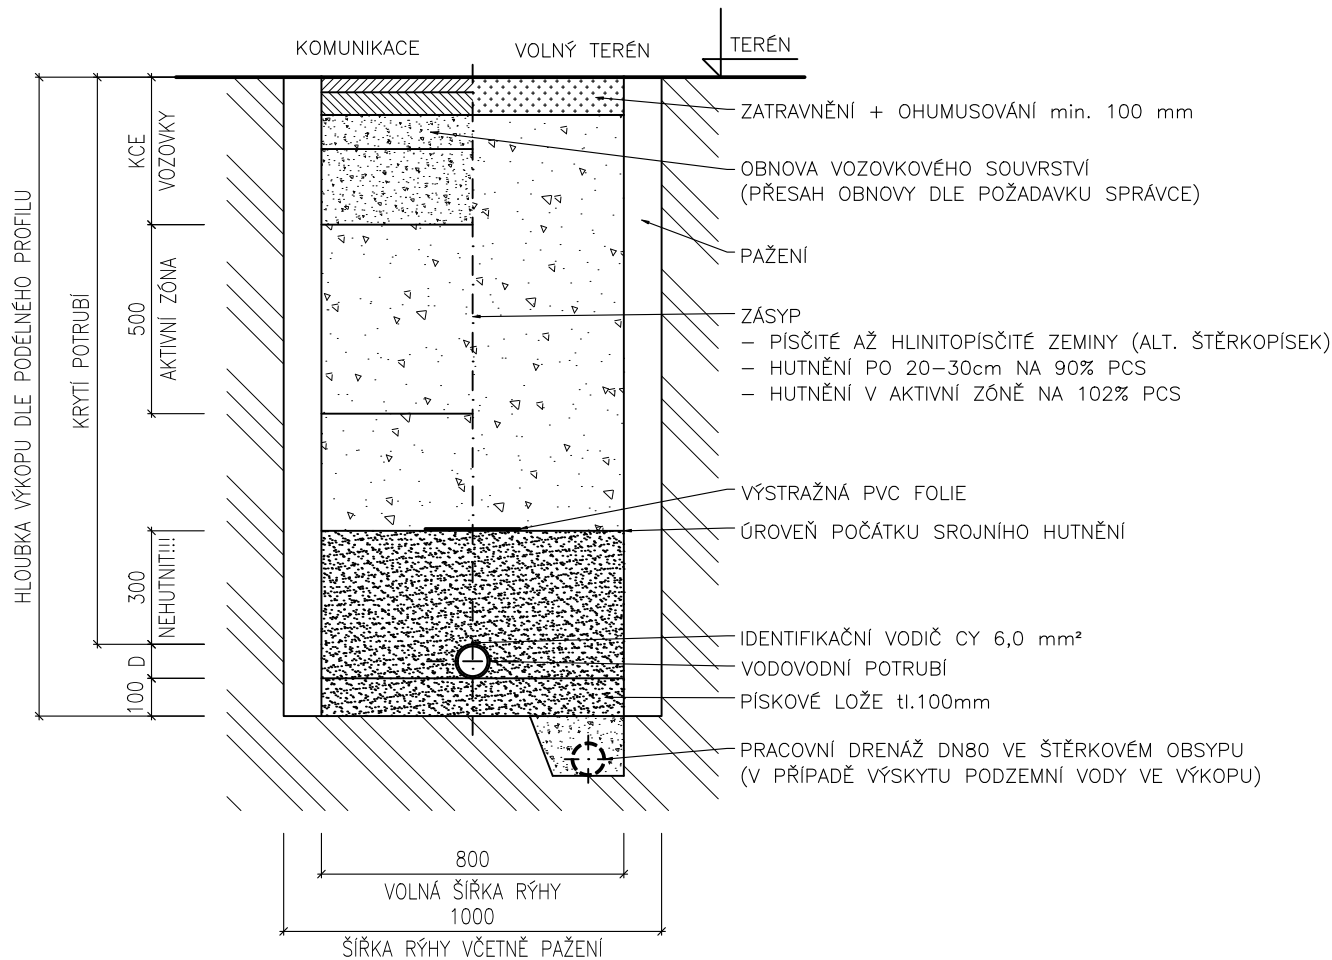 KOMUNIKACE
VOLNÝ TERÉN
TERÉN
ZATRAVNĚNÍ + OHUMUSOVÁNÍ min. 100 mm
OBNOVA VOZOVKOVÉHO SOUVRSTVÍ
(PŘESAH OBNOVY DLE POŽADAVKU SPRÁVCE)
PAŽENÍ
ZÁSYP
– PÍSČITÉ AŽ HLINITOPÍSČITÉ ZEMINY (ALT. ŠTĚRKOPÍSEK)
– HUTNĚNÍ PO 20–30cm NA 90% PCS
– HUTNĚNÍ V AKTIVNÍ ZÓNĚ NA 102% PCS
VÝSTRAŽNÁ PVC FOLIE
ÚROVEŇ POČÁTKU SROJNÍHO HUTNĚNÍ
IDENTIFIKAČNÍ VODIČ CY 6,0 mm²
VODOVODNÍ POTRUBÍ
PÍSKOVÉ LOŽE tl.100mm
PRACOVNÍ DRENÁŽ DN80 VE ŠTĚRKOVÉM OBSYPU
(V PŘÍPADĚ VÝSKYTU PODZEMNÍ VODY VE VÝKOPU)
HLOUBKA VÝKOPU DLE PODÉLNÉHO PROFILU
KRYTÍ POTRUBÍ
KCE
VOZOVKY
500
AKTIVNÍ ZÓNA
300
NEHUTNIT!!!
D
100
800
VOLNÁ ŠÍŘKA RÝHY
1000
ŠÍŘKA RÝHY VČETNĚ PAŽENÍ